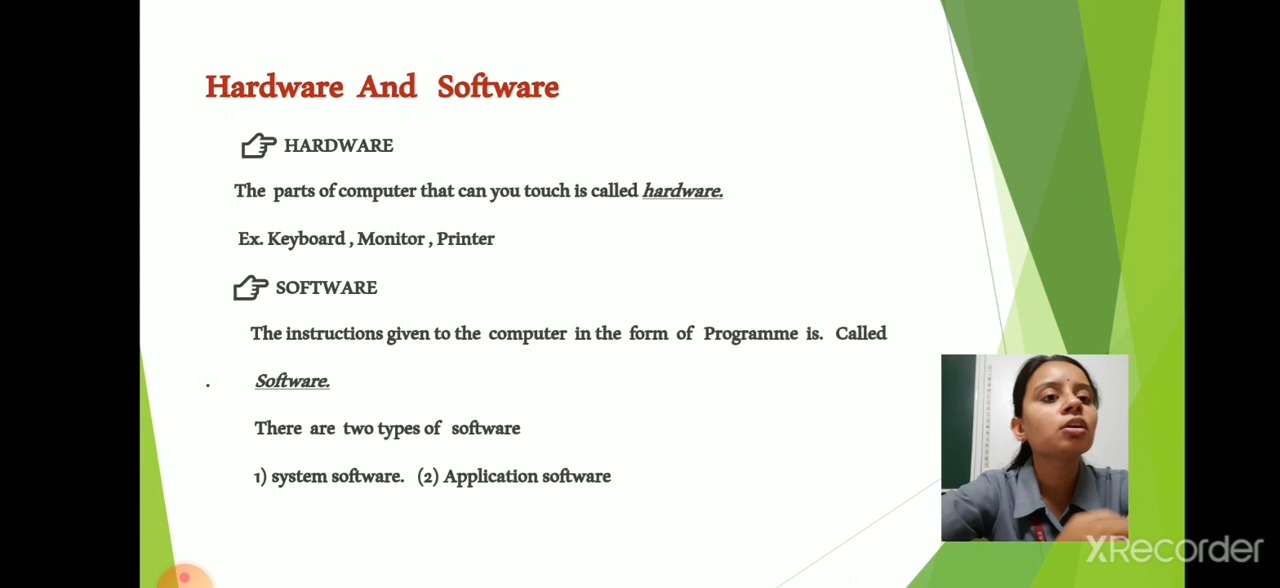 Hardware And Software
HARDWARE
The parts of computer that can you touch is called hardware.
Ex. Keyboard , Monitor , Printer
SOFTWARE
The instructions given to the computer in the form of Programme is. Called
. Software.
There are two types of software
1) system software. (2) Application software
XRecorder